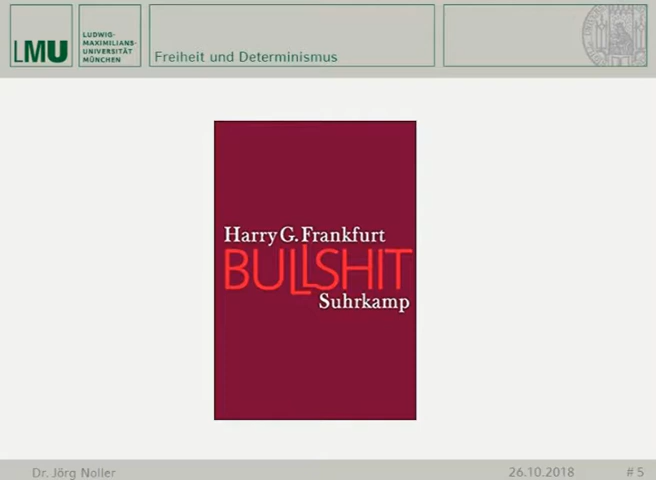 LMU
LUDWIG-
MAXIMILIANS-
UNIVERSITÄT
MÜNCHEN
Freiheit und Determinismus
Harry G. Frankfurt
BULLSHIT
Suhrkamp
Dr. Jörg Noller
26.10.2018
# 5